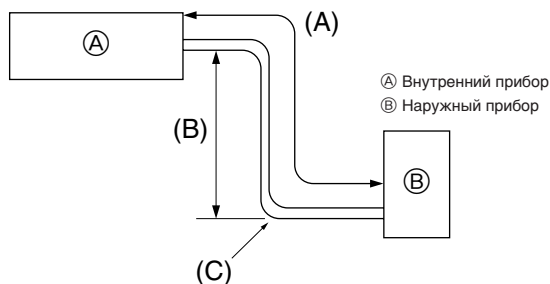 (A)
Ⓐ
Ⓐ Внутренний прибор
Ⓑ Наружный прибор
(B)
Ⓑ
(C)